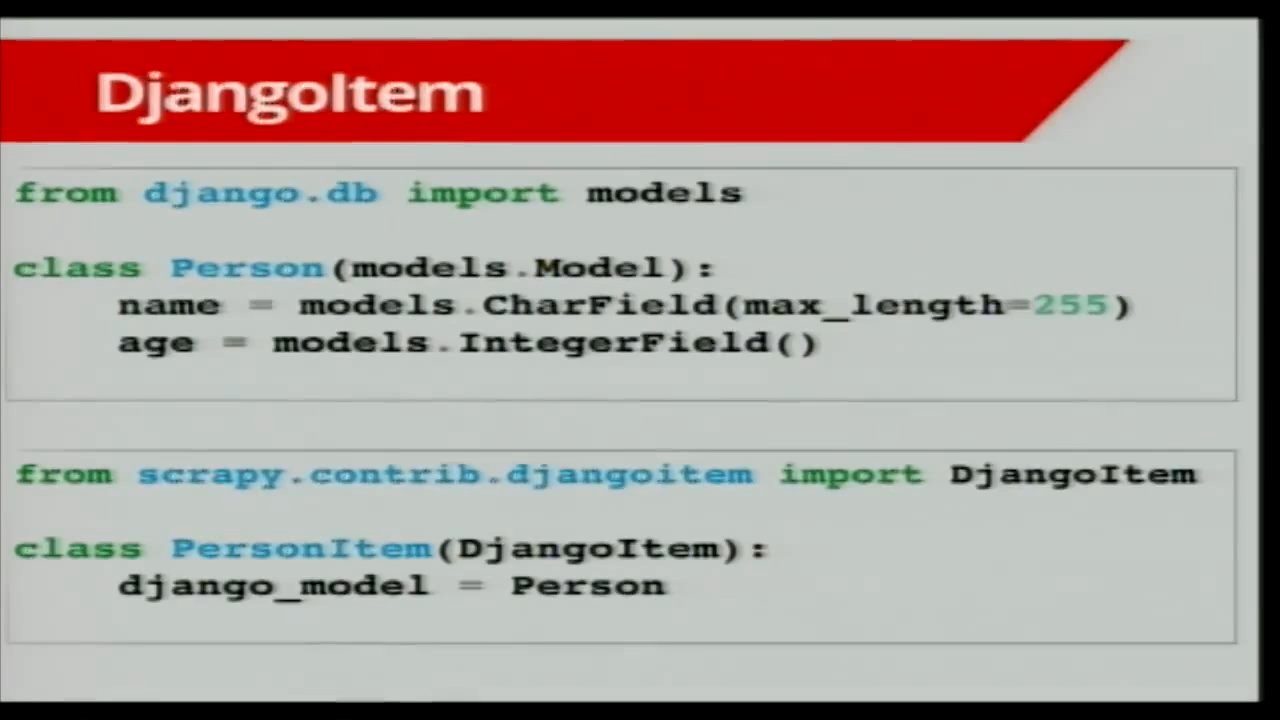 DjangoItem
from django.db import models
class Person(models.Model):
    name = models.CharField(max_length=255)
    age = models.IntegerField()
from scrapy.contrib.djangoitem import DjangoItem
class PersonItem(DjangoItem):
    django_model = Person